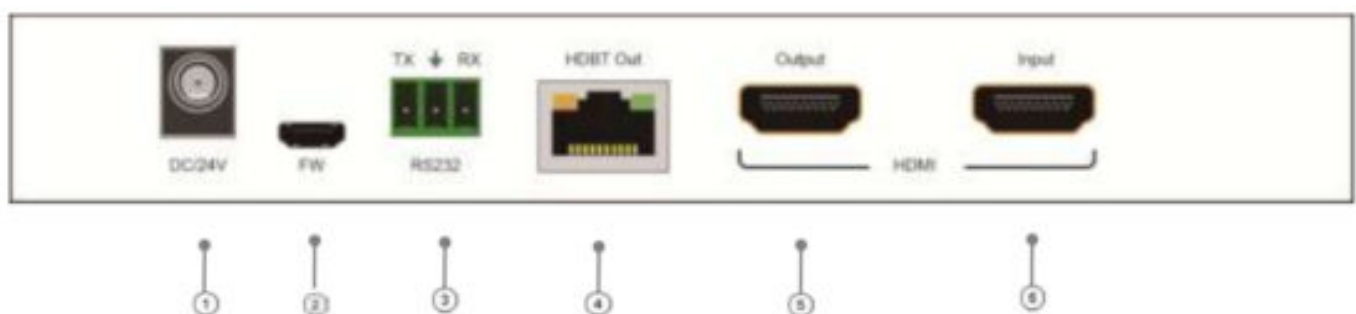 TX RX HDBT Out Output Input
DC/24V FW RS232 HDMI
1 2 3 4 5 6